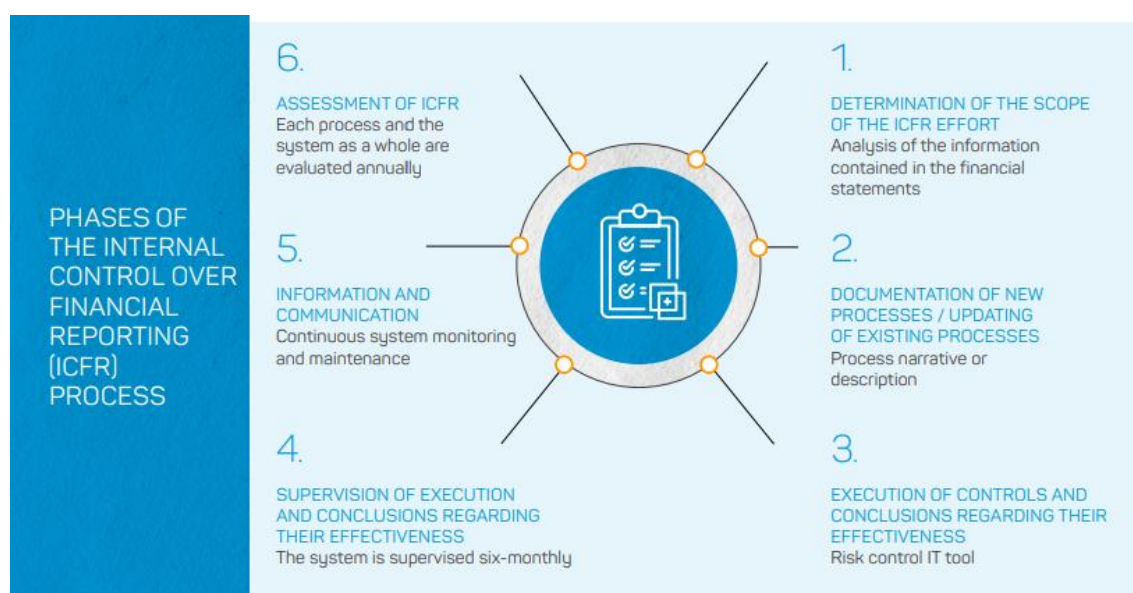 PHASES OF
THE INTERNAL
CONTROL OVER
FINANCIAL
REPORTING
(ICFR)
PROCESS
1.
DETERMINATION OF THE SCOPE
OF THE ICFR EFFORT
Analysis of the information
contained in the financial
statements
2.
DOCUMENTATION OF NEW
PROCESSES / UPDATING
OF EXISTING PROCESSES
Process narrative or
description
3.
EXECUTION OF CONTROLS AND
CONCLUSIONS REGARDING THEIR
EFFECTIVENESS
Risk control IT tool
4.
SUPERVISION OF EXECUTION
AND CONCLUSIONS REGARDING
THEIR EFFECTIVENESS
The system is supervised six-monthly
5.
INFORMATION AND
COMMUNICATION
Continuous system monitoring
and maintenance
6.
ASSESSMENT OF ICFR
Each process and the
system as a whole are
evaluated annually